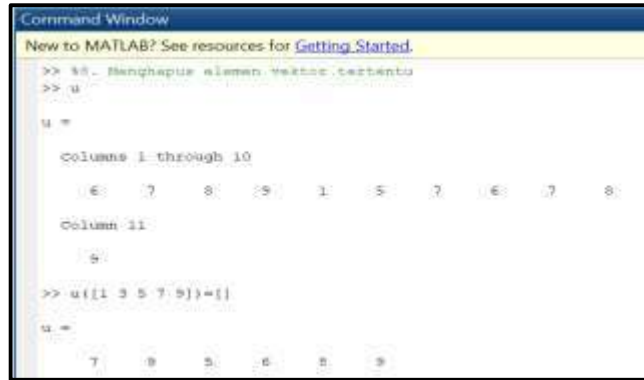 Command Window
New to MATLAB? See resources for Getting Started.
>> %8. Menghapus elemen vektor tertentu
>> u
u =
Columns 1 through 10
6 7 8 9 1 5 7 6 7 8
Column 11
9
>> u([1 3 5 7 9])=[]
u =
7 9 5 6 8 9